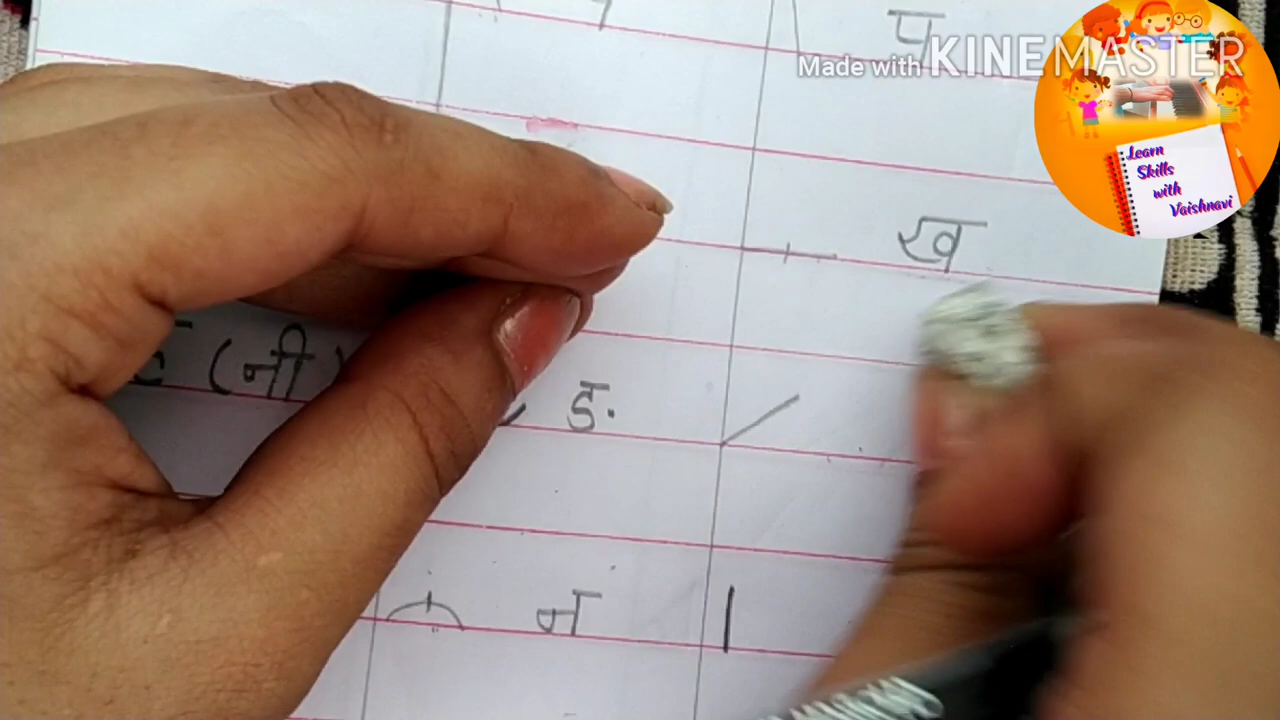 प
Made with KINEMASTER
Learn
Skills
with
Vaishnavi
ख
(नी)
ड.
न